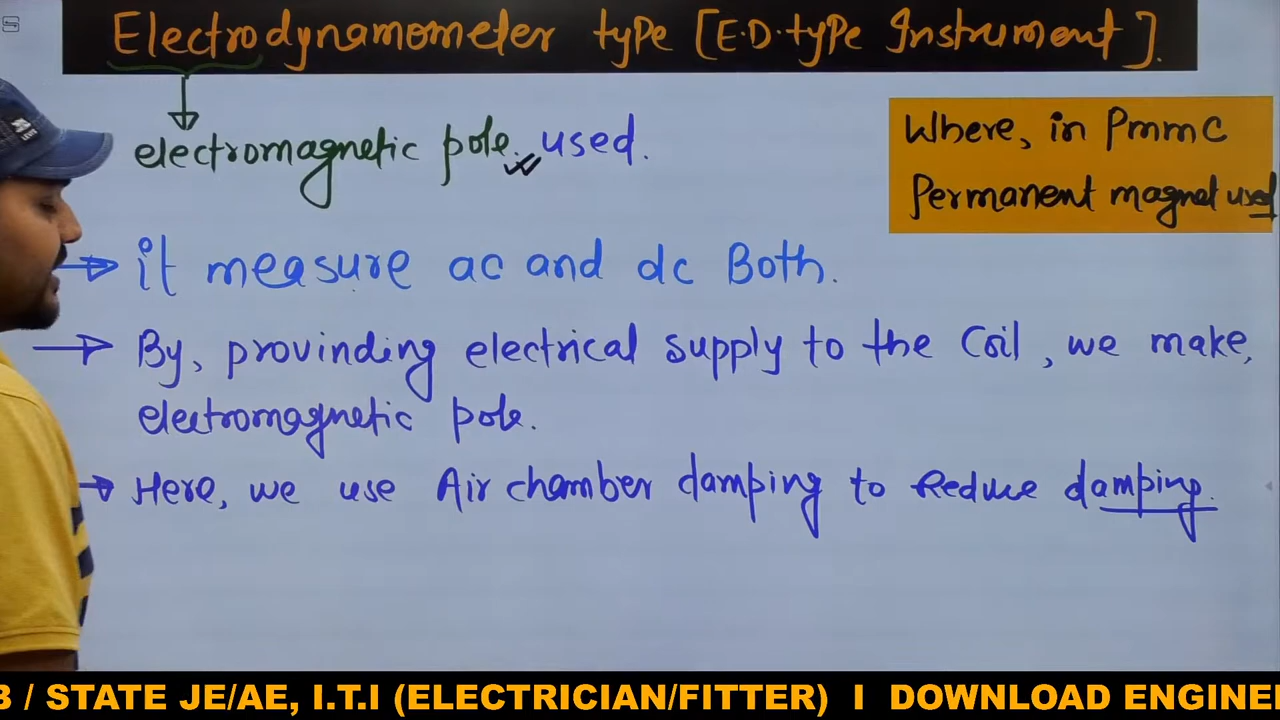 Electrodynamometer type [E.D.type Instrument].
electromagnetic pole. used.
Where, in PmmC
Permanent magnet used
it measure ac and dc Both.
By, provinding electrical supply to the Coil, we make,
electromagnetic pole.
Here, we use Air chamber damping to Reduce damping.
B / STATE JE/AE, I.T.I (ELECTRICIAN/FITTER) I DOWNLOAD ENGINE